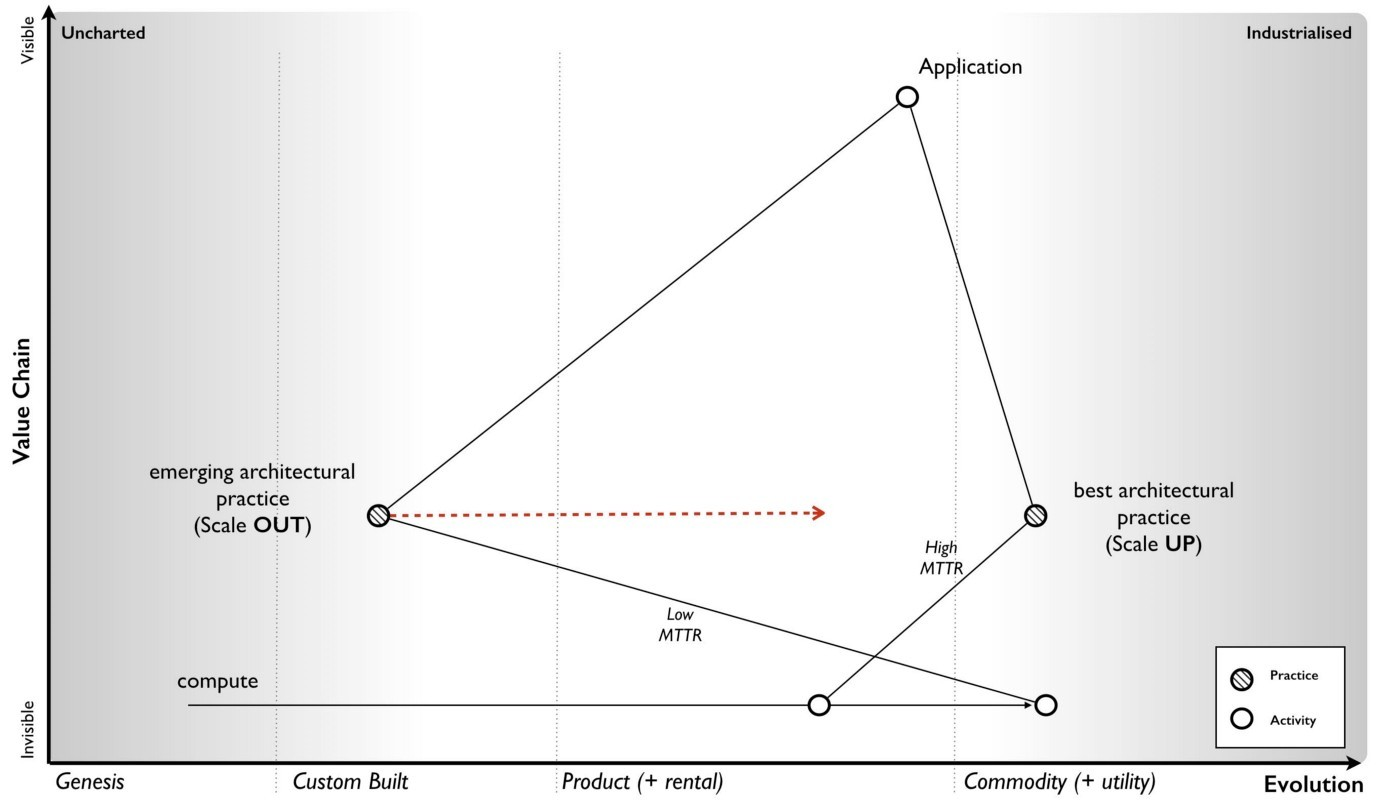 Visible
Uncharted
Industrialised
Application
Value Chain
emerging architectural
practice
(Scale OUT)
best architectural
practice
(Scale UP)
High
MTTR
Low
MTTR
compute
Practice
Activity
Invisible
Genesis
Custom Built
Product (+ rental)
Commodity (+ utility)
Evolution